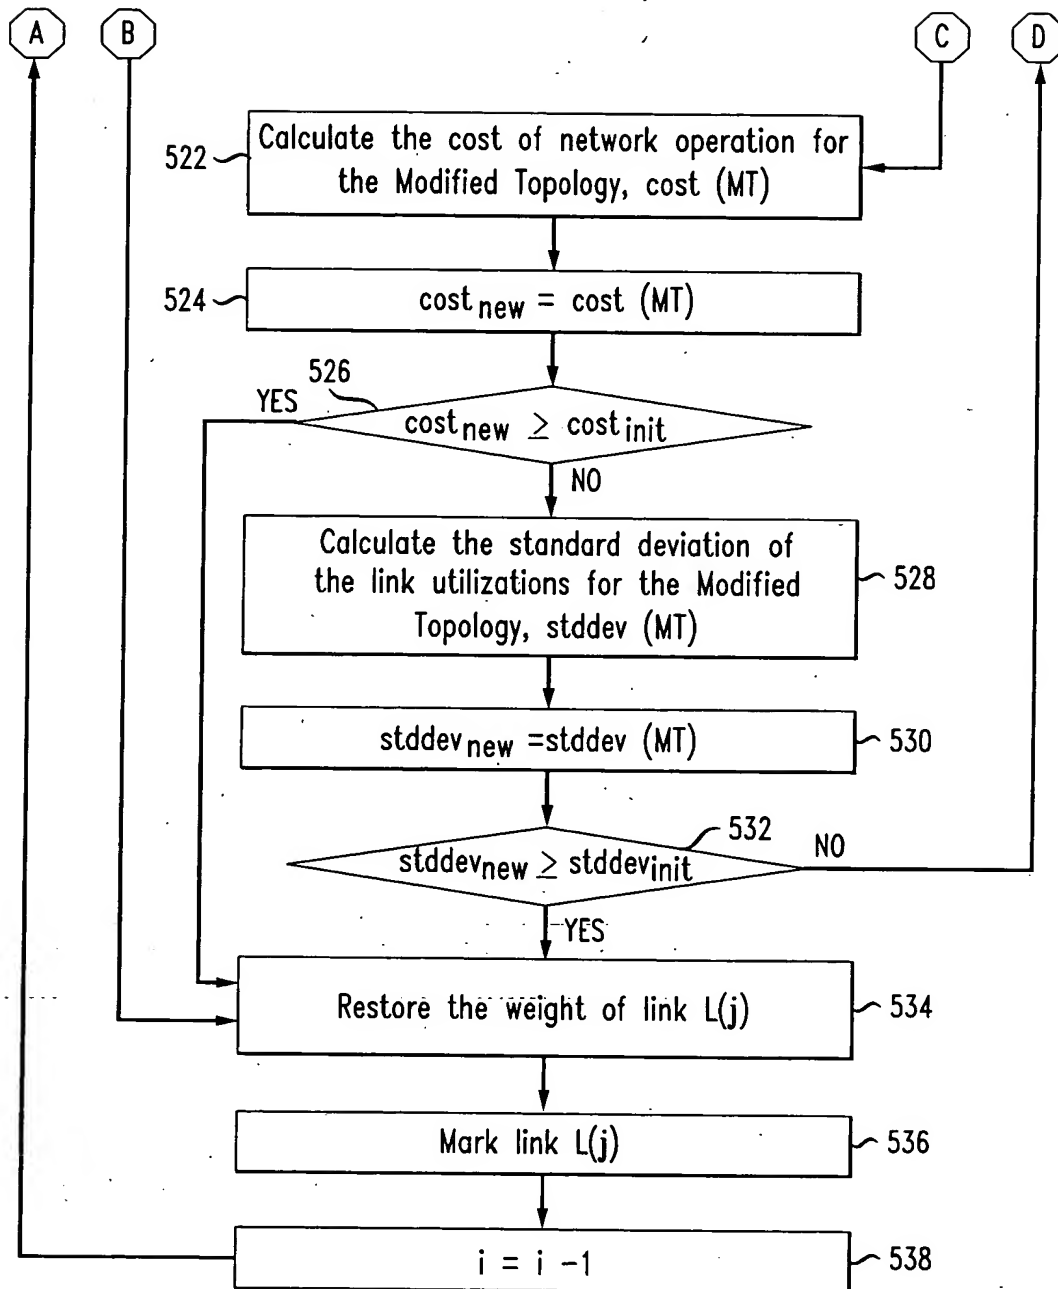 A B C D
522
Calculate the cost of network operation for
the Modified Topology, cost (MT)
524
cost new = cost (MT)
526
YES
cost new ≥ cost init
NO
Calculate the standard deviation of
the link utilizations for the Modified
Topology, stddev (MT)
528
stddev new =stddev (MT)
530
532
stddev new ≥ stddev init
NO
YES
Restore the weight of link L(j)
534
Mark link L(j)
536
i = i -1
538